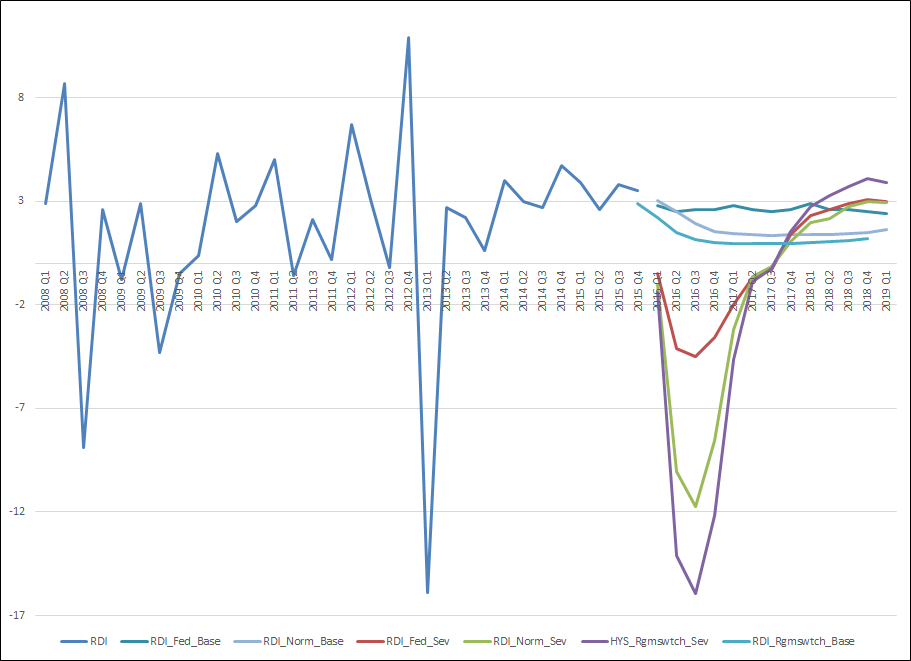 8
3
-2
-7
-12
-17
2008 Q1
2008 Q2
2008 Q3
2008 Q4
2009 Q1
2009 Q2
2009 Q3
2009 Q4
2010 Q1
2010 Q2
2010 Q3
2010 Q4
2011 Q1
2011 Q2
2011 Q3
2011 Q4
2012 Q1
2012 Q2
2012 Q3
2012 Q4
2013 Q1
2013 Q2
2013 Q3
2013 Q4
2014 Q1
2014 Q2
2014 Q3
2014 Q4
2015 Q1
2015 Q2
2015 Q3
2015 Q4
2016 Q1
2016 Q2
2016 Q3
2016 Q4
2017 Q1
2017 Q2
2017 Q3
2017 Q4
2018 Q1
2018 Q2
2018 Q3
2018 Q4
2019 Q1
RDI RDI_Fed_Base RDI_Norm_Base RDI_Fed_Sev RDI_Norm_Sev HYS_Rgmswtch_Sev RDI_Rgmswtch_Base